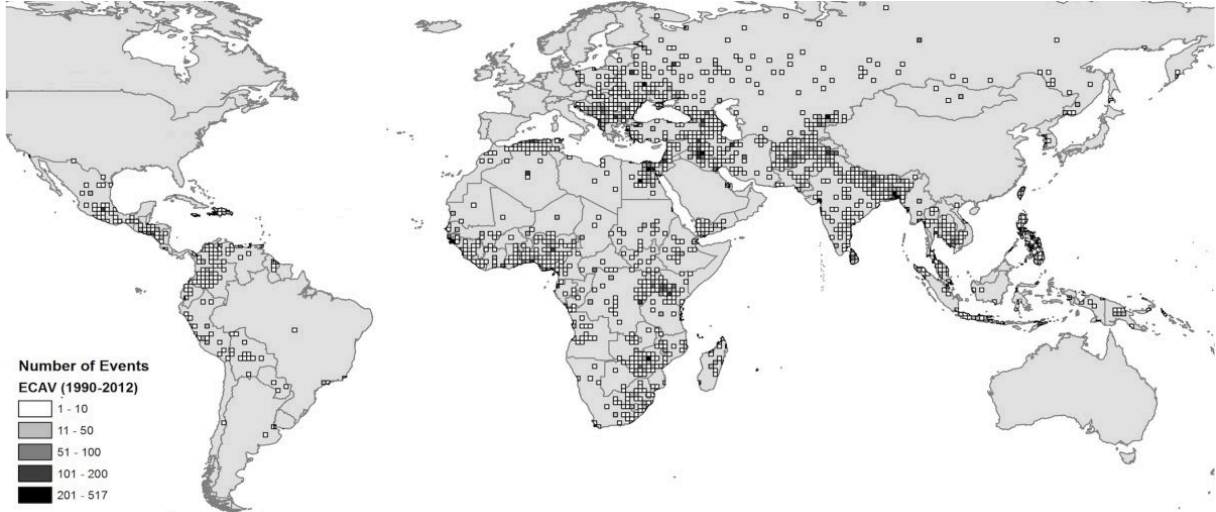 Number of Events
ECAV (1990-2012)
1 - 10
11 - 50
51 - 100
101 - 200
201 - 517